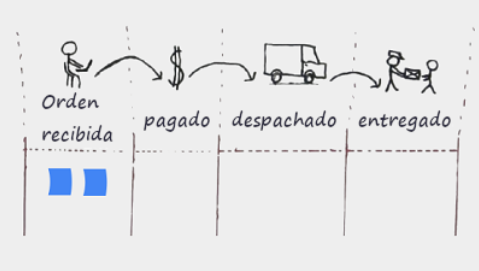 Orden
recibida
$
pagado
despachado
entregado